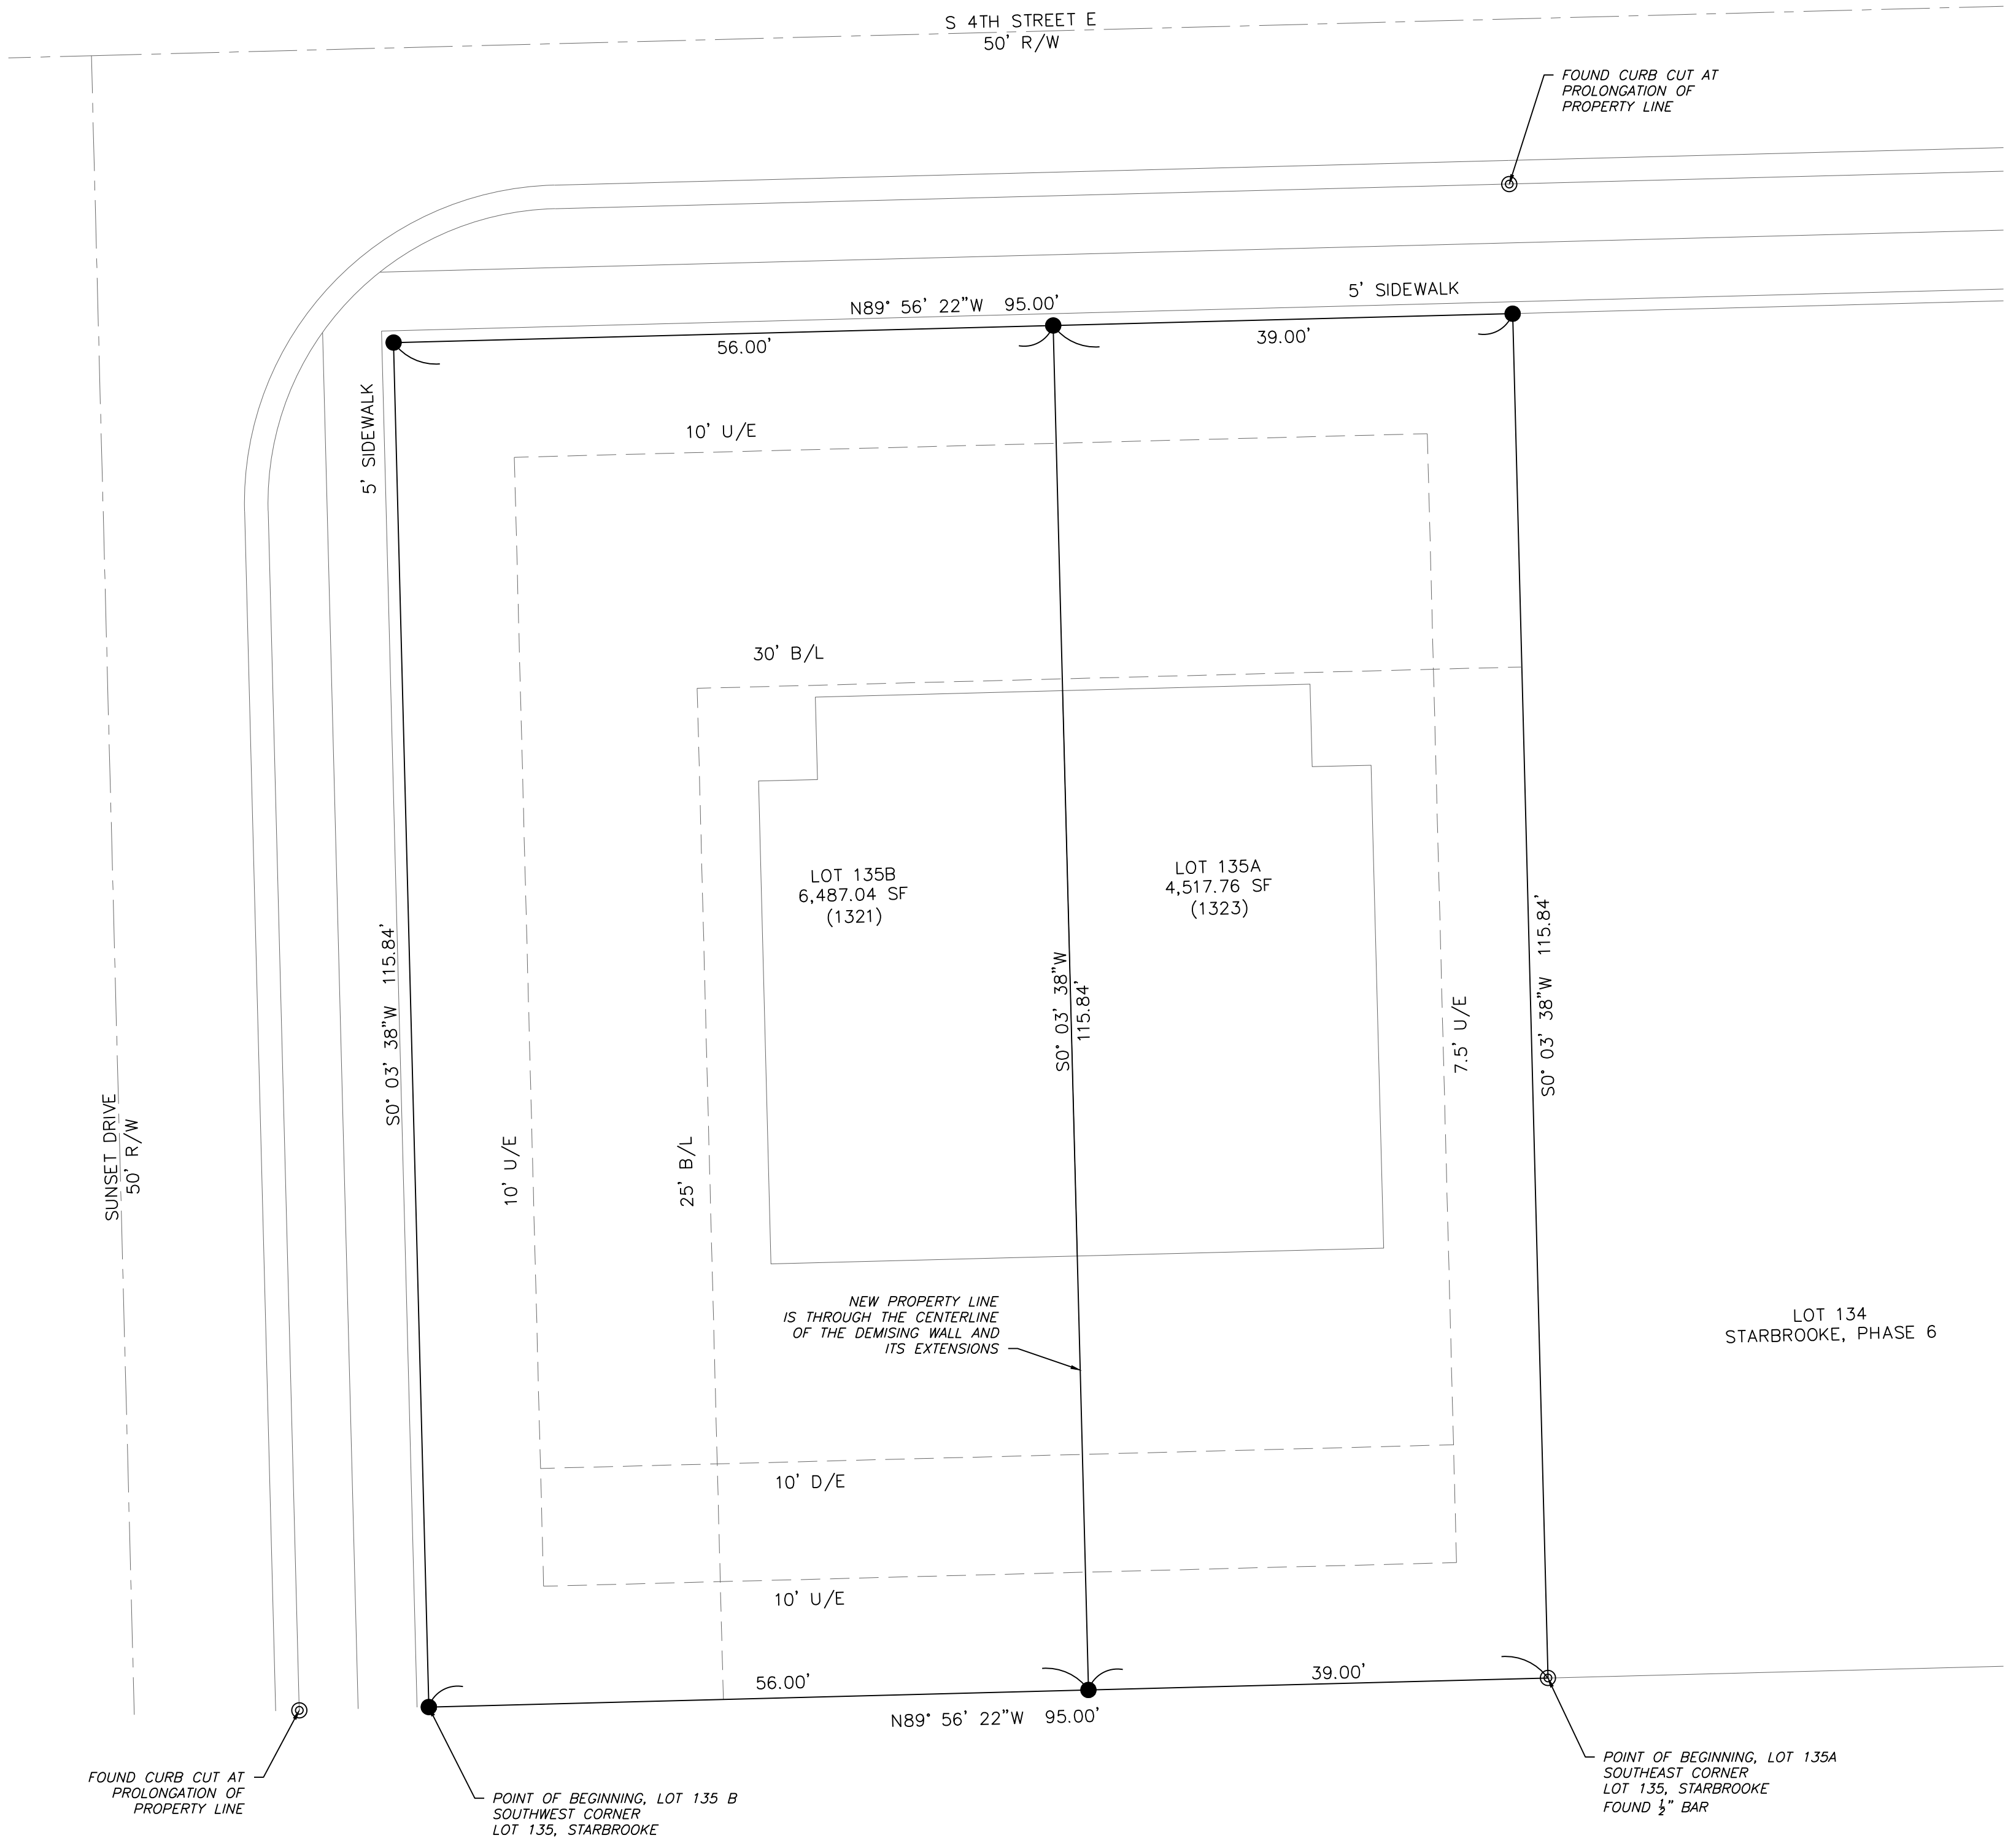 S 4TH STREET E
50' R/W
FOUND CURB CUT AT
PROLONGATION OF
PROPERTY LINE
5' SIDEWALK
N89° 56' 22"W 95.00'
56.00'
39.00'
5' SIDEWALK
10' U/E
30' B/L
LOT 135B
6,487.04 SF
(1321)
LOT 135A
4,517.76 SF
(1323)
S0° 03' 38"W 115.84'
S0° 03' 38"W
115.84'
S0° 03' 38"W 115.84'
7.5' U/E
SUNSET DRIVE
50' R/W
10' U/E
25' B/L
NEW PROPERTY LINE
IS THROUGH THE CENTERLINE
OF THE DEMISING WALL AND
ITS EXTENSIONS
LOT 134
STARBROOKE, PHASE 6
10' D/E
10' U/E
56.00'
39.00'
N89° 56' 22"W 95.00'
FOUND CURB CUT AT
PROLONGATION OF
PROPERTY LINE
POINT OF BEGINNING, LOT 135 B
SOUTHWEST CORNER
LOT 135, STARBROOKE
POINT OF BEGINNING, LOT 135A
SOUTHEAST CORNER
LOT 135, STARBROOKE
FOUND ½" BAR